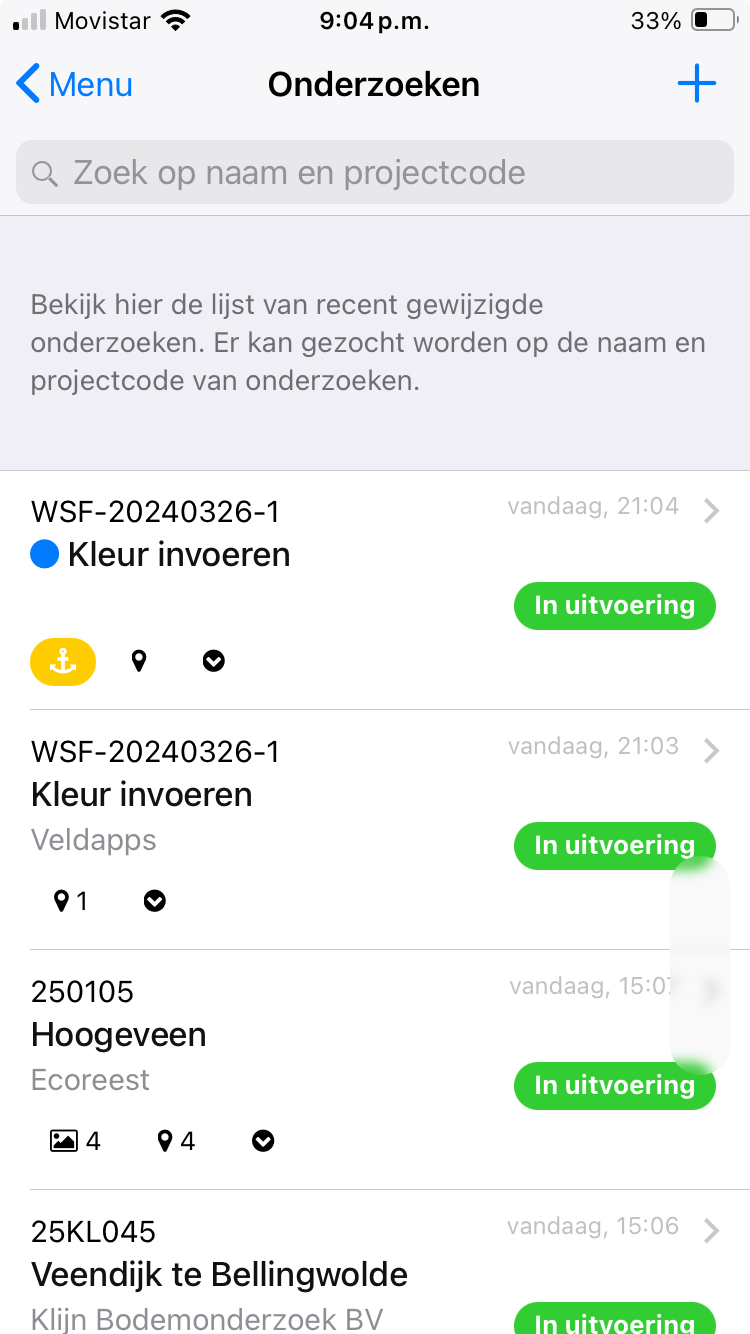 Movistar 9:04 p.m. 33%
Menu Onderzoeken
Zoek op naam en projectcode
Bekijk hier de lijst van recent gewijzigde
onderzoeken. Er kan gezocht worden op de naam en
projectcode van onderzoeken.
WSF-20240326-1 vandaag, 21:04
Kleur invoeren
In uitvoering
WSF-20240326-1 vandaag, 21:03
Kleur invoeren
Veldapps In uitvoering
1
250105 vandaag, 15:07
Hoogeveen
Ecoreest In uitvoering
4 4
25KL045 vandaag, 15:06
Veendijk te Bellingwolde
Klijn Bodemonderzoek BV In uitvoering